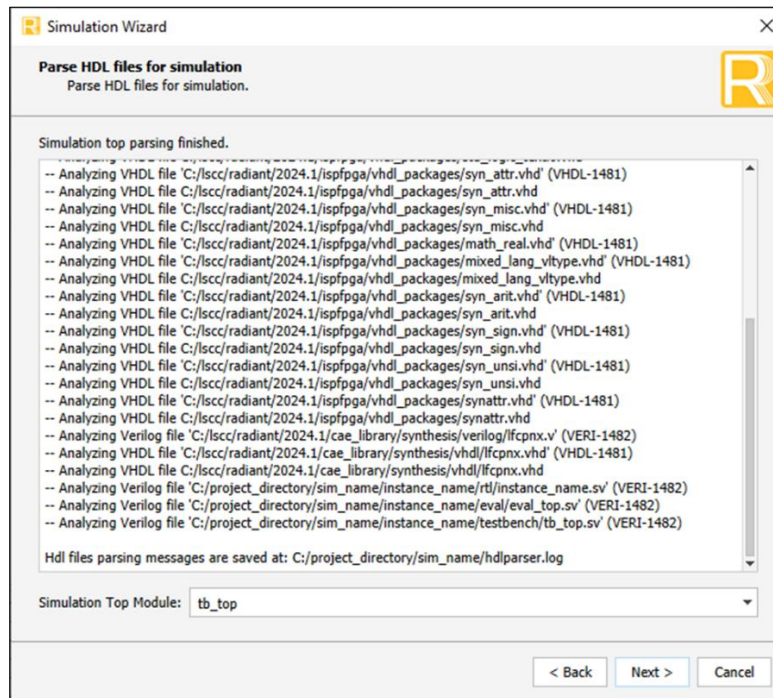 Simulation Wizard
Parse HDL files for simulation
Parse HDL files for simulation.
Simulation top parsing finished.
-- Analyzing VHDL file 'C:/lscc/radiant/2024.1/ispfpga/vhdl_packages/syn_attr.vhd' (VHDL-1481)
-- Analyzing VHDL file C:/lscc/radiant/2024.1/ispfpga/vhdl_packages/syn_attr.vhd
-- Analyzing VHDL file 'C:/lscc/radiant/2024.1/ispfpga/vhdl_packages/syn_misc.vhd' (VHDL-1481)
-- Analyzing VHDL file C:/lscc/radiant/2024.1/ispfpga/vhdl_packages/syn_misc.vhd
-- Analyzing VHDL file 'C:/lscc/radiant/2024.1/ispfpga/vhdl_packages/math_real.vhd' (VHDL-1481)
-- Analyzing VHDL file 'C:/lscc/radiant/2024.1/ispfpga/vhdl_packages/mixed_lang_vltype.vhd' (VHDL-1481)
-- Analyzing VHDL file C:/lscc/radiant/2024.1/ispfpga/vhdl_packages/mixed_lang_vltype.vhd
-- Analyzing VHDL file 'C:/lscc/radiant/2024.1/ispfpga/vhdl_packages/syn_arit.vhd' (VHDL-1481)
-- Analyzing VHDL file C:/lscc/radiant/2024.1/ispfpga/vhdl_packages/syn_arit.vhd
-- Analyzing VHDL file 'C:/lscc/radiant/2024.1/ispfpga/vhdl_packages/syn_sign.vhd' (VHDL-1481)
-- Analyzing VHDL file C:/lscc/radiant/2024.1/ispfpga/vhdl_packages/syn_sign.vhd
-- Analyzing VHDL file 'C:/lscc/radiant/2024.1/ispfpga/vhdl_packages/syn_unsi.vhd' (VHDL-1481)
-- Analyzing VHDL file C:/lscc/radiant/2024.1/ispfpga/vhdl_packages/syn_unsi.vhd
-- Analyzing VHDL file 'C:/lscc/radiant/2024.1/ispfpga/vhdl_packages/synattr.vhd' (VHDL-1481)
-- Analyzing VHDL file C:/lscc/radiant/2024.1/ispfpga/vhdl_packages/synattr.vhd
-- Analyzing Verilog file 'C:/lscc/radiant/2024.1/cae_library/synthesis/verilog/lfcpnx.v' (VERI-1482)
-- Analyzing VHDL file 'C:/lscc/radiant/2024.1/cae_library/synthesis/vhdl/lfcpnx.vhd' (VHDL-1481)
-- Analyzing VHDL file C:/lscc/radiant/2024.1/cae_library/synthesis/vhdl/lfcpnx.vhd
-- Analyzing Verilog file 'C:/project_directory/sim_name/instance_name/rtl/instance_name.sv' (VERI-1482)
-- Analyzing Verilog file 'C:/project_directory/sim_name/instance_name/eval/eval_top.sv' (VERI-1482)
-- Analyzing Verilog file 'C:/project_directory/sim_name/instance_name/testbench/tb_top.sv' (VERI-1482)
Hdl files parsing messages are saved at: C:/project_directory/sim_name/hdlparser.log
Simulation Top Module: tb_top
< Back Next > Cancel